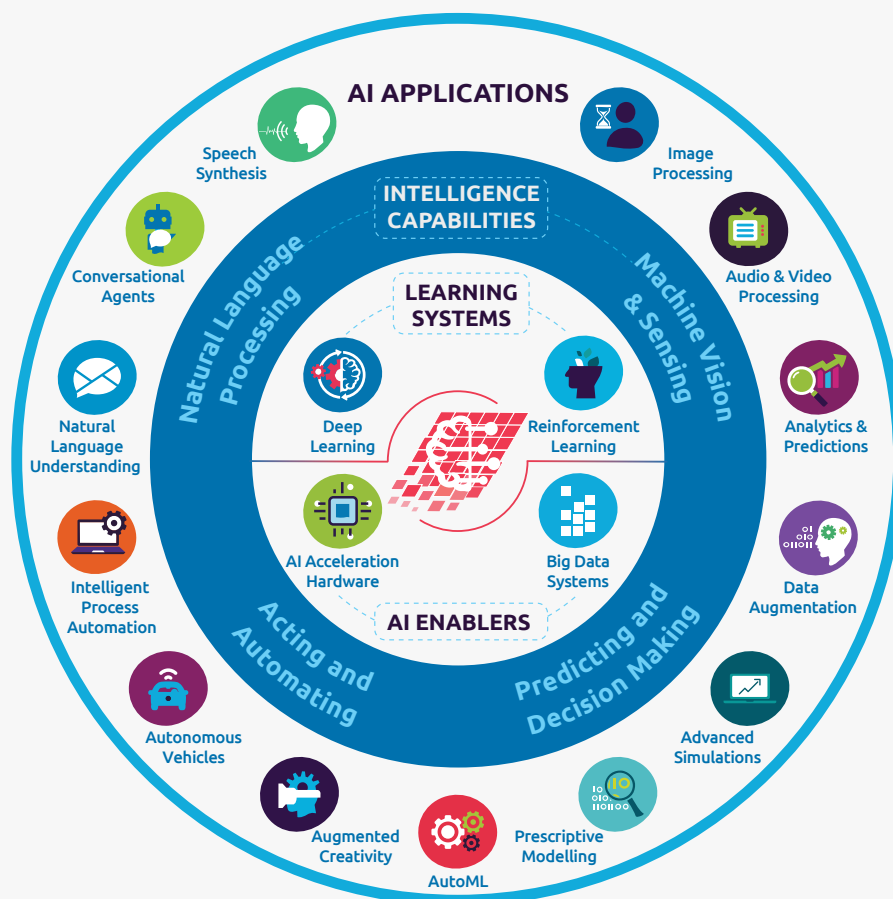 AI APPLICATIONS
Speech
Synthesis
Image
Processing
Conversational
Agents
Audio & Video
Processing
Natural
Language
Understanding
Analytics &
Predictions
Intelligent
Process
Automation
Data
Augmentation
Autonomous
Vehicles
Advanced
Simulations
Augmented
Creativity
AutoML
Prescriptive
Modelling
INTELLIGENCE
CAPABILITIES
Natural Language
Processing
Machine Vision
& Sensing
Acting and
Automating
Predicting and
Decision Making
LEARNING
SYSTEMS
Deep
Learning
Reinforcement
Learning
AI Acceleration
Hardware
Big Data
Systems
AI ENABLERS